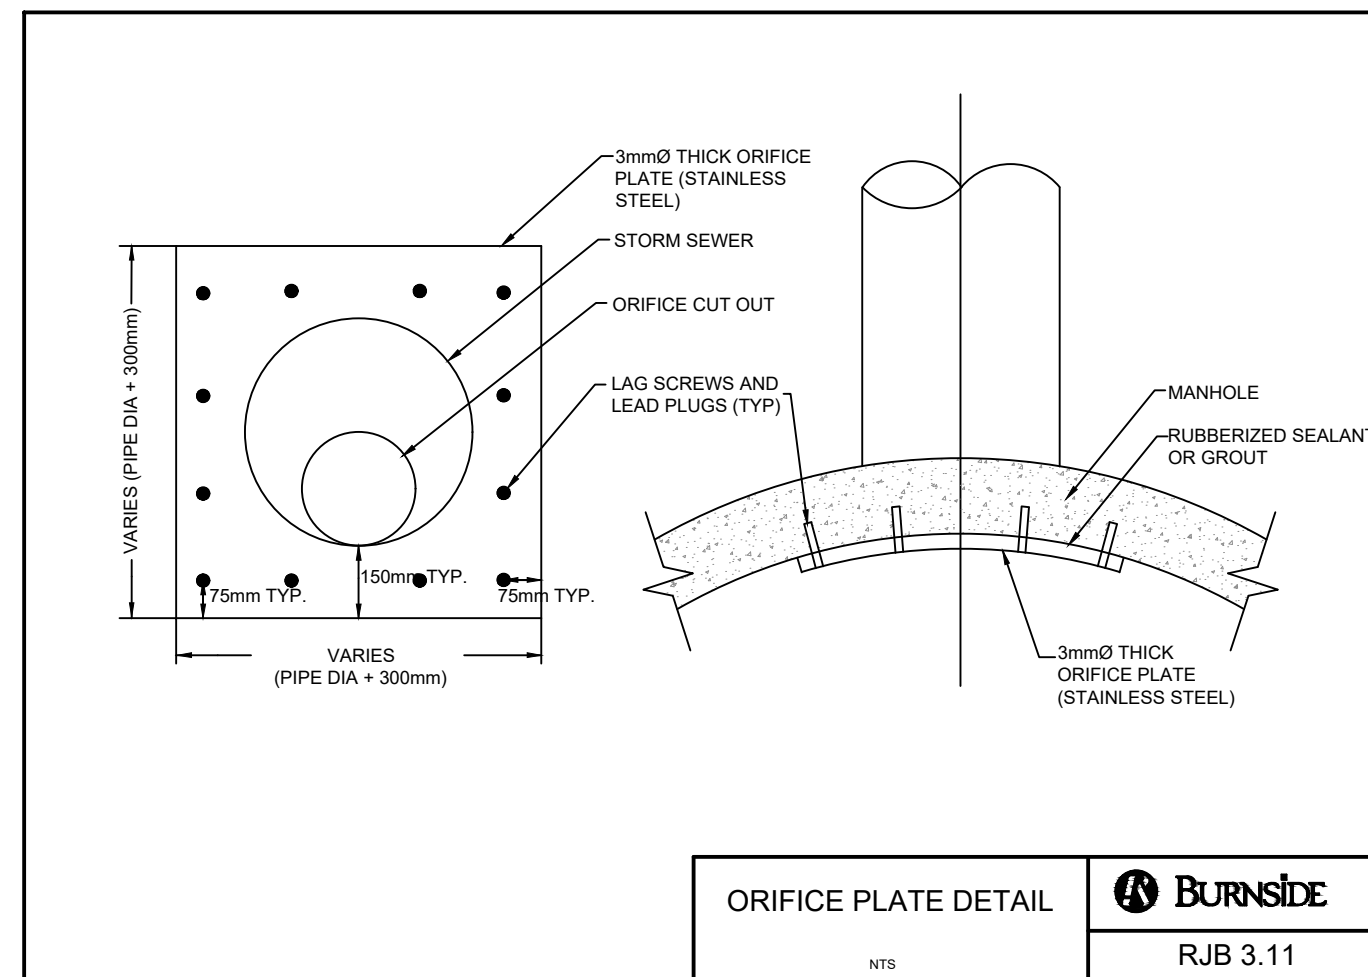 3mmØ THICK ORIFICE
PLATE (STAINLESS
STEEL)
STORM SEWER
ORIFICE CUT OUT
LAG SCREWS AND
LEAD PLUGS (TYP)
VARIES (PIPE DIA + 300mm)
150mm TYP.
75mm TYP.
75mm TYP.
VARIES
(PIPE DIA + 300mm)
MANHOLE
RUBBERIZED SEALANT
OR GROUT
3mmØ THICK
ORIFICE PLATE
(STAINLESS STEEL)
ORIFICE PLATE DETAIL
NTS
BURNSIDE
RJB 3.11